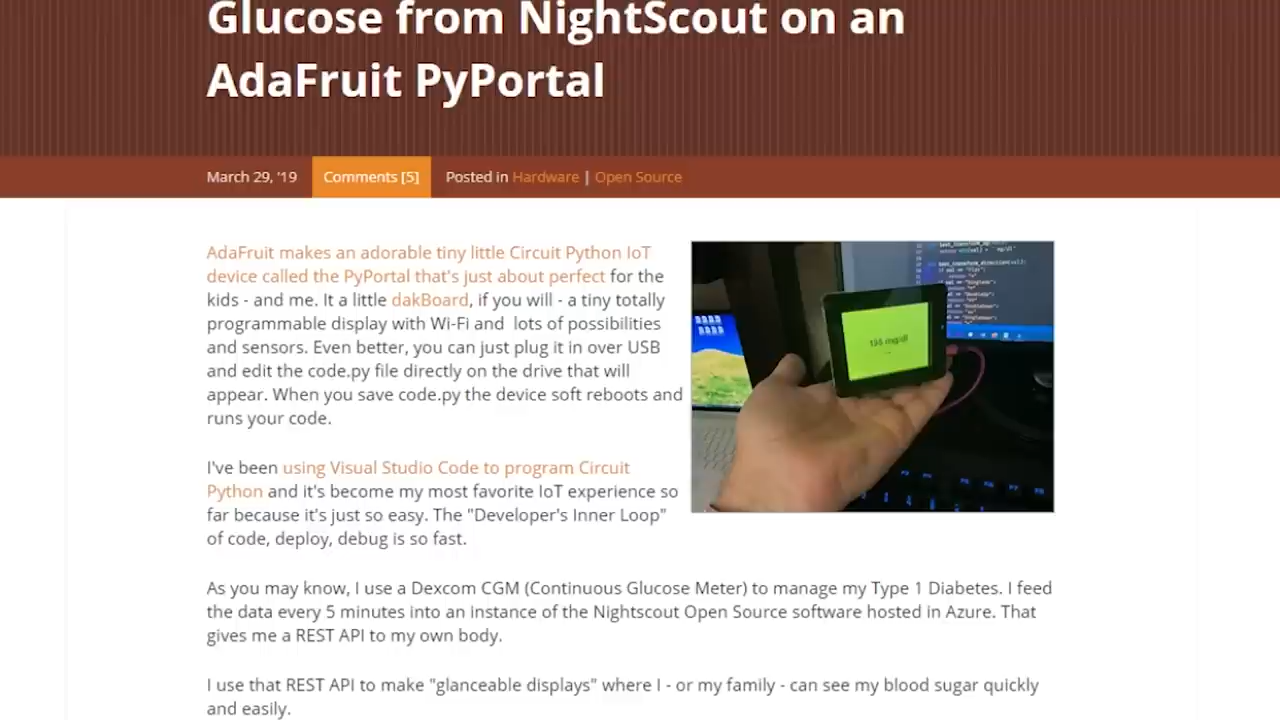 Glucose from NightScout on an
AdaFruit PyPortal
March 29, '19 Comments [5] Posted in Hardware | Open Source
AdaFruit makes an adorable tiny little Circuit Python IoT
device called the PyPortal that's just about perfect for the
kids - and me. It a little dakBoard, if you will - a tiny totally
programmable display with Wi-Fi and lots of possibilities
and sensors. Even better, you can just plug it in over USB
and edit the code.py file directly on the drive that will
appear. When you save code.py the device soft reboots and
runs your code.
195 mg/dl
I've been using Visual Studio Code to program Circuit
Python and it's become my most favorite IoT experience so
far because it's just so easy. The "Developer's Inner Loop"
of code, deploy, debug is so fast.
As you may know, I use a Dexcom CGM (Continuous Glucose Meter) to manage my Type 1 Diabetes. I feed
the data every 5 minutes into an instance of the Nightscout Open Source software hosted in Azure. That
gives me a REST API to my own body.
I use that REST API to make "glanceable displays" where I - or my family - can see my blood sugar quickly
and easily.